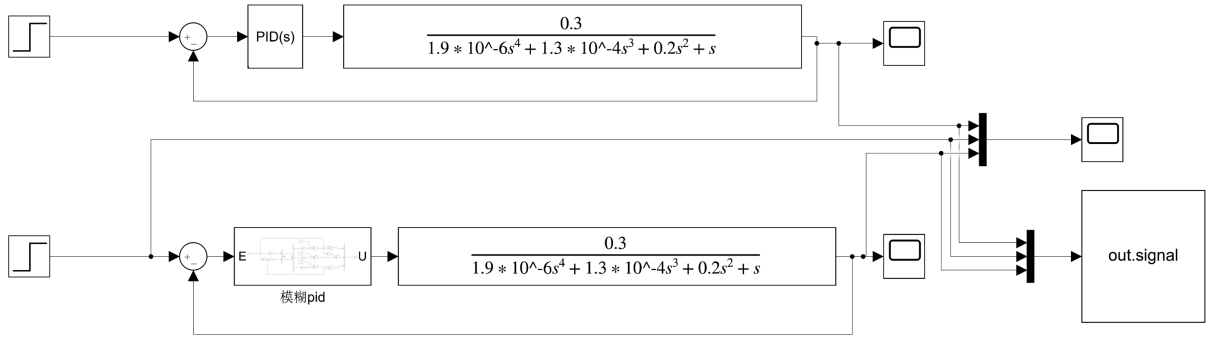 +
−
PID(s)
0.3
1.9 * 10^-6s⁴ + 1.3 * 10^-4s³ + 0.2s² + s
+
−
E
U
模糊pid
0.3
1.9 * 10^-6s⁴ + 1.3 * 10^-4s³ + 0.2s² + s
out.signal